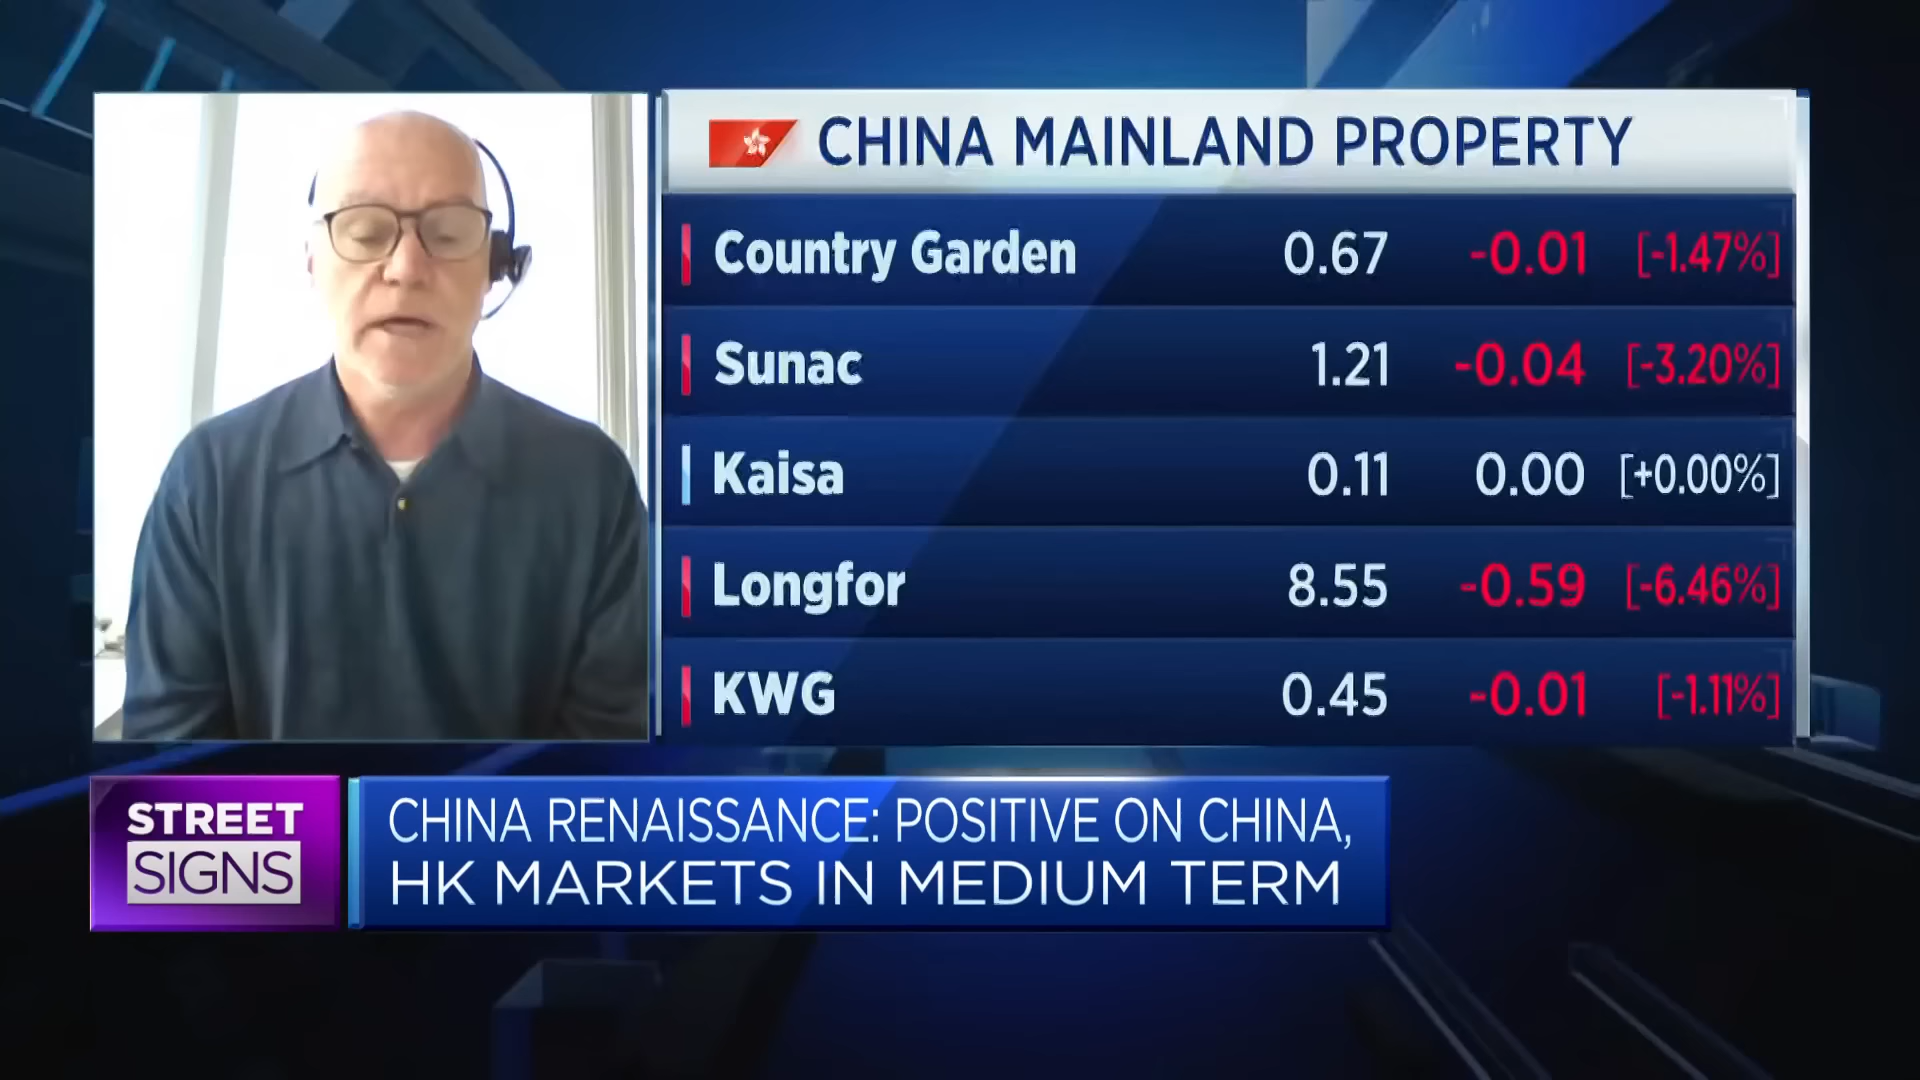 CHINA MAINLAND PROPERTY
Country Garden 0.67 -0.01 [-1.47%]
Sunac 1.21 -0.04 [-3.20%]
Kaisa 0.11 0.00 [+0.00%]
Longfor 8.55 -0.59 [-6.46%]
KWG 0.45 -0.01 [-1.11%]
STREET
SIGNS
CHINA RENAISSANCE: POSITIVE ON CHINA,
HK MARKETS IN MEDIUM TERM